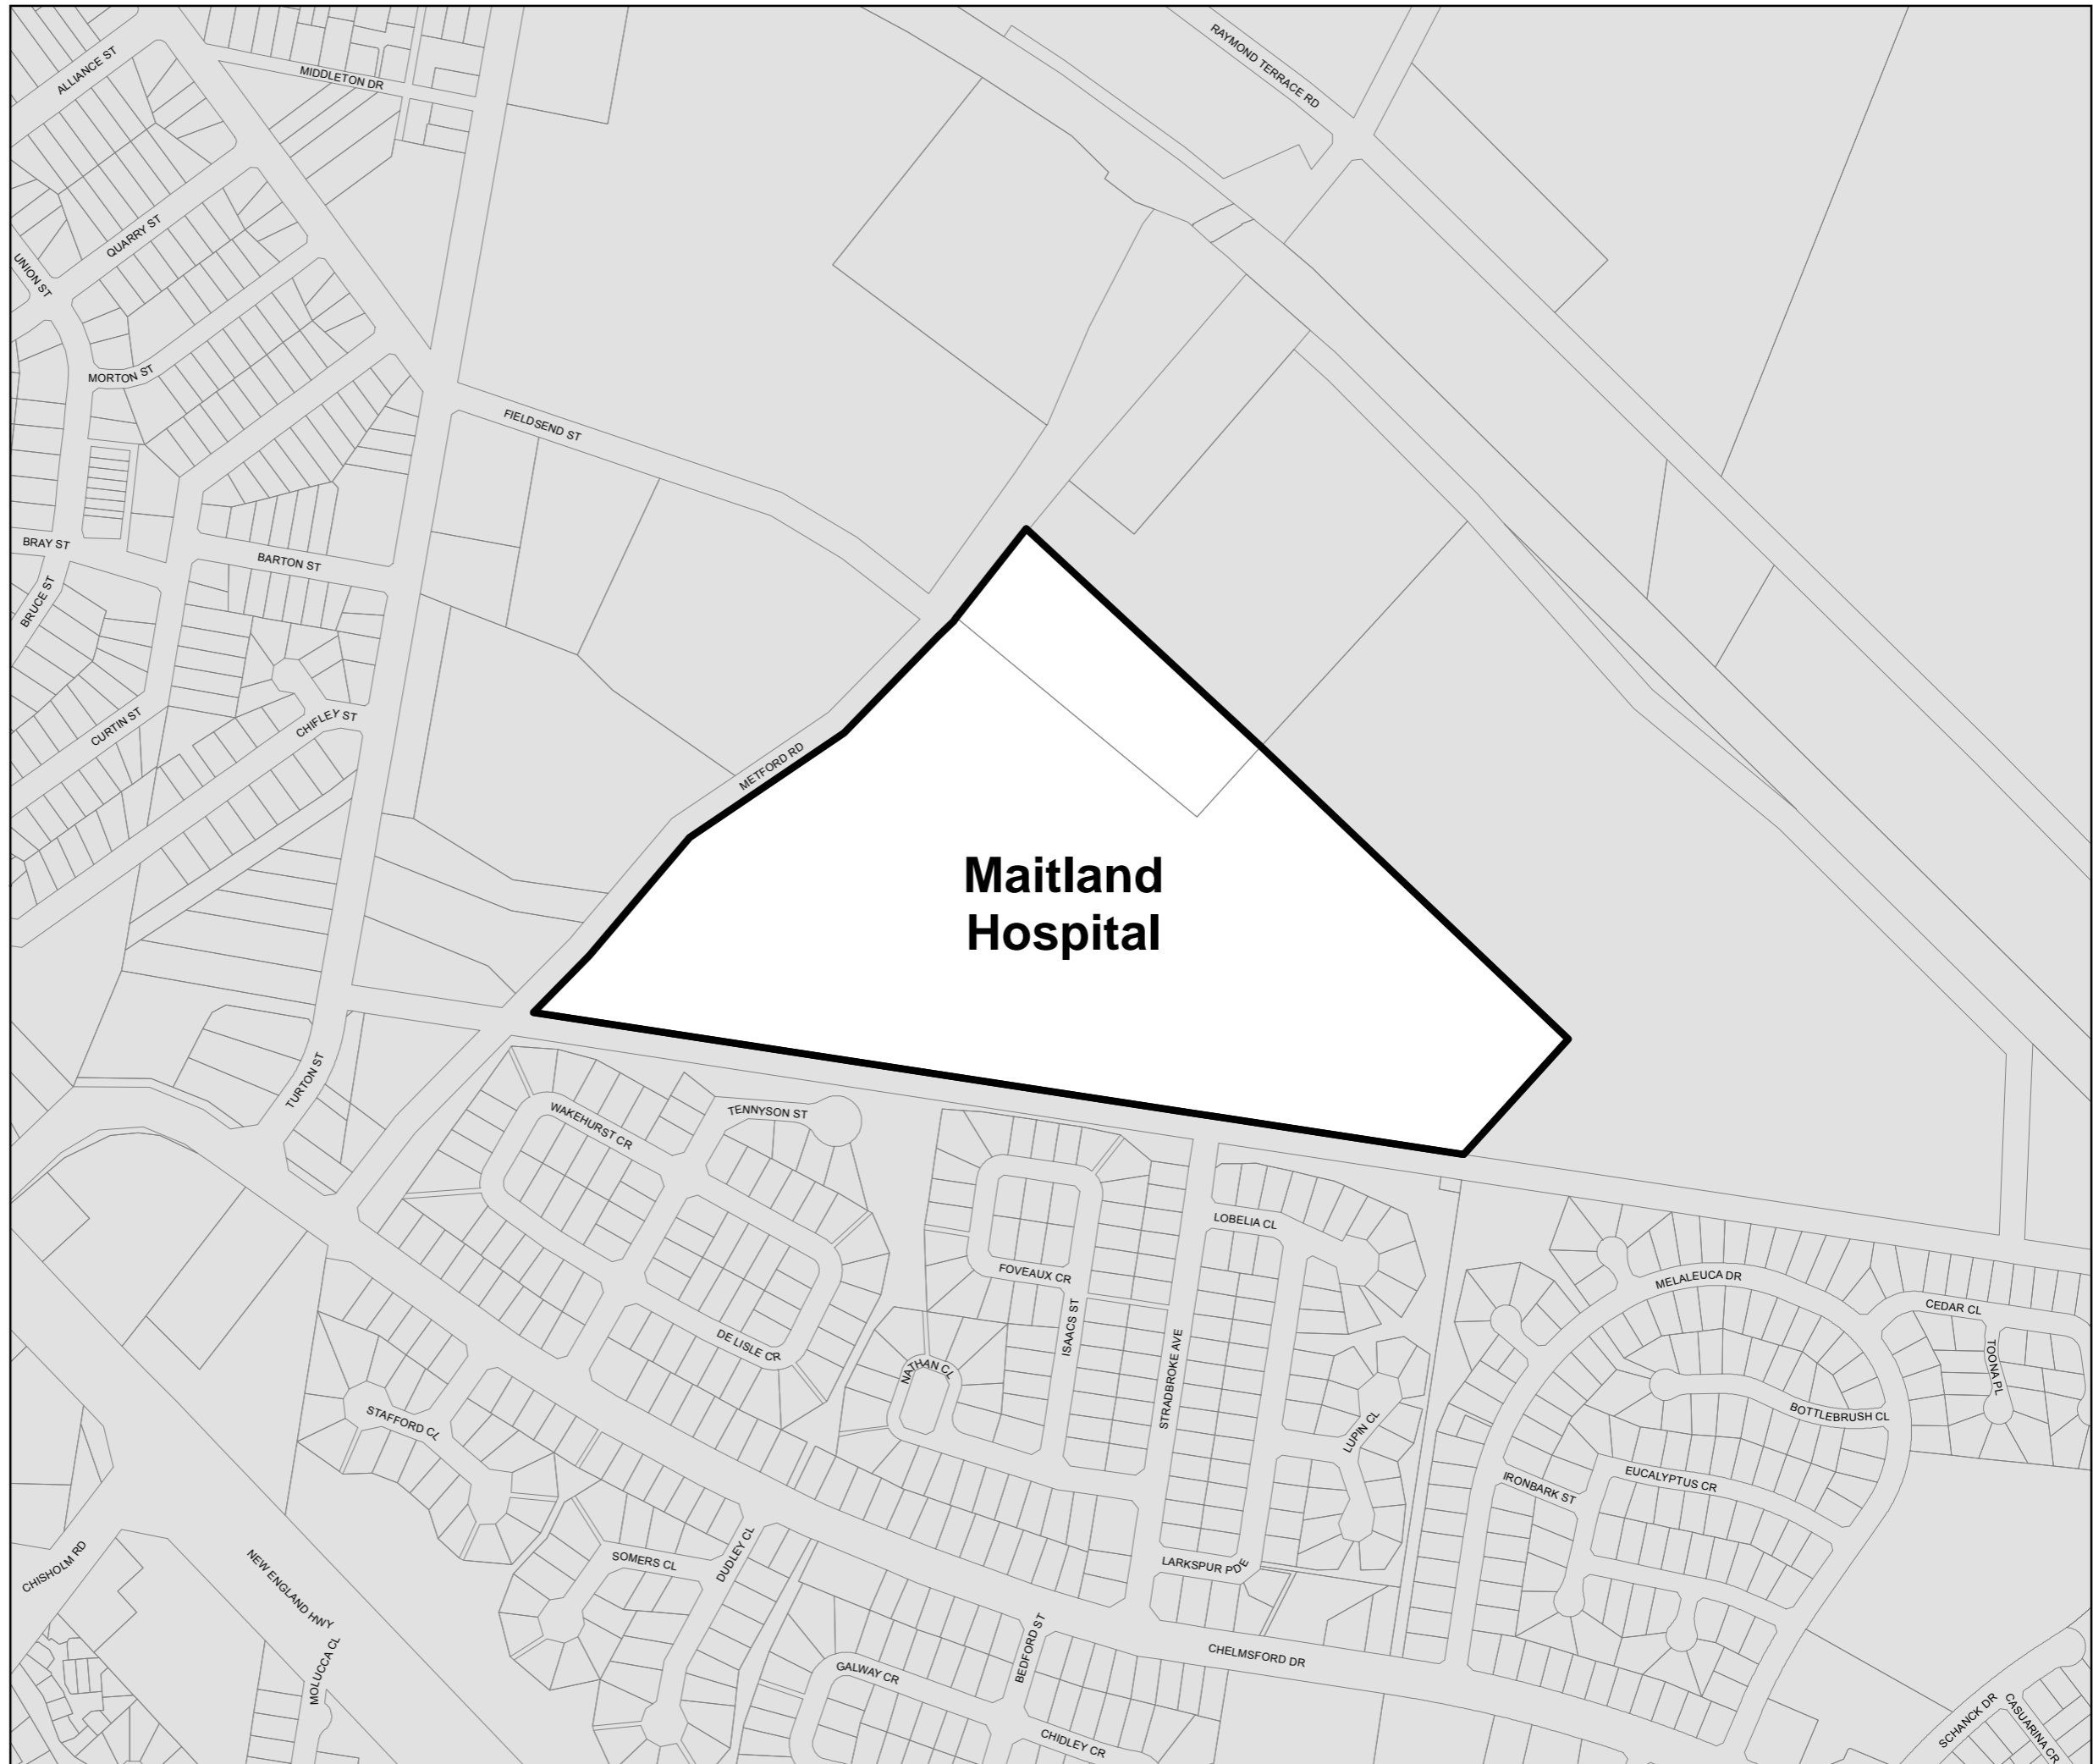 ALLIANCE ST
MIDDLETON DR
RAYMOND TERRACE RD
QUARRY ST
UNION ST
MORTON ST
FIELDSEND ST
BRAY ST
BARTON ST
BRUCE ST
CURTIN ST
CHIFLEY ST
METFORD RD
Maitland
Hospital
TURTON ST
WAKEHURST CR
TENNYSON ST
LOBELIA CL
FOVEAUX CR
MELALEUCA DR
CEDAR CL
ISAACS ST
DE LISLE CR
NATHAN CL
STRADBROKE AVE
TOONA PL
STAFFORD CL
BOTTLEBRUSH CL
LUPIN CL
EUCALYPTUS CR
IRONBARK ST
CHISHOLM RD
NEW ENGLAND HWY
SOMERS CL
DUDLEY CL
LARKSPUR PDE
MOLUCCA CL
GALWAY CR
BEDFORD ST
CHELMSFORD DR
CHIDLEY CR
SCHANCK DR
CASUARINA CR